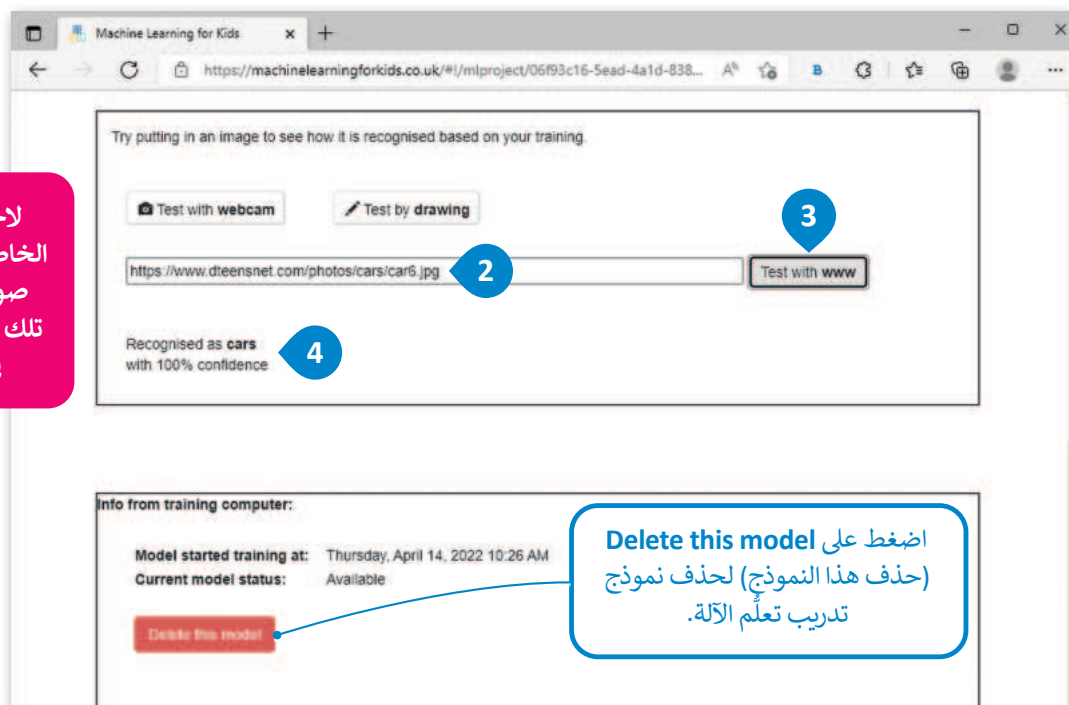 Machine Learning for Kids
https://machinelearningforkids.co.uk/#!/mlproject/06f93c16-5ead-4a1d-838...
B
Try putting in an image to see how it is recognised based on your training.
Test with webcam
Test by drawing
3
https://www.dteensnet.com/photos/cars/car6.jpg
2
Test with www
تلك
Recognised as cars
with 100% confidence
4
Info from training computer:
Model started training at: Thursday, April 14, 2022 10:26 AM
Current model status: Available
Delete this model
اضغط على Delete this model
(حذف هذا النموذج) لحذف نموذج
تدريب تعلُّم الآلة.